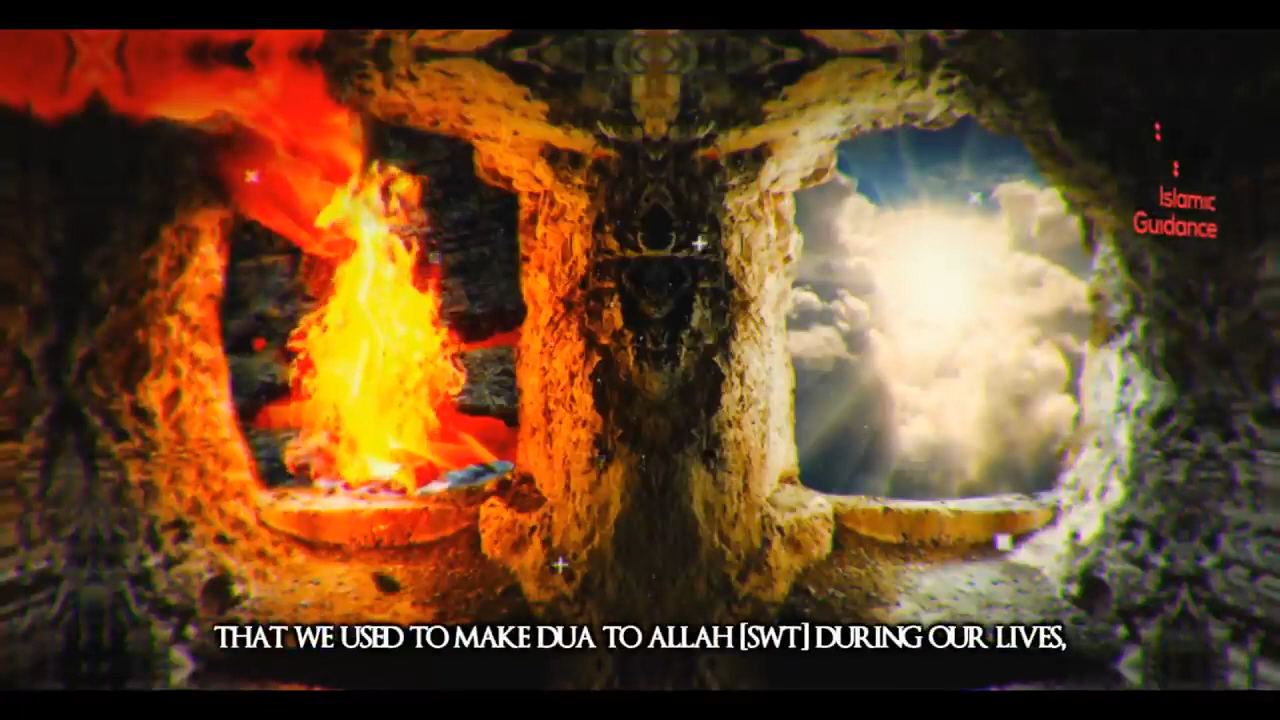 Islamic
Guidance
THAT WE USED TO MAKE DUA TO ALLAH [SWT] DURING OUR LIVES,